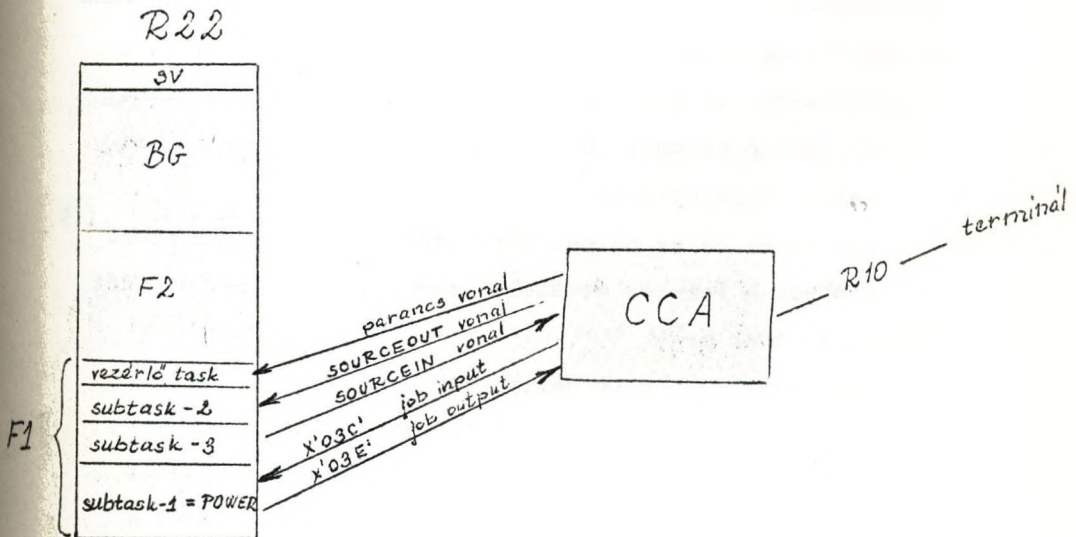 R22
SV
BG
F2
F1
vezérlő task
subtask-2
subtask-3
subtask-1 = POWER
parancs vonal
SOURCEOUT vonal
SOURCEIN vonal
X'03C' job input
X'03E' job output
CCA
R10
terminál